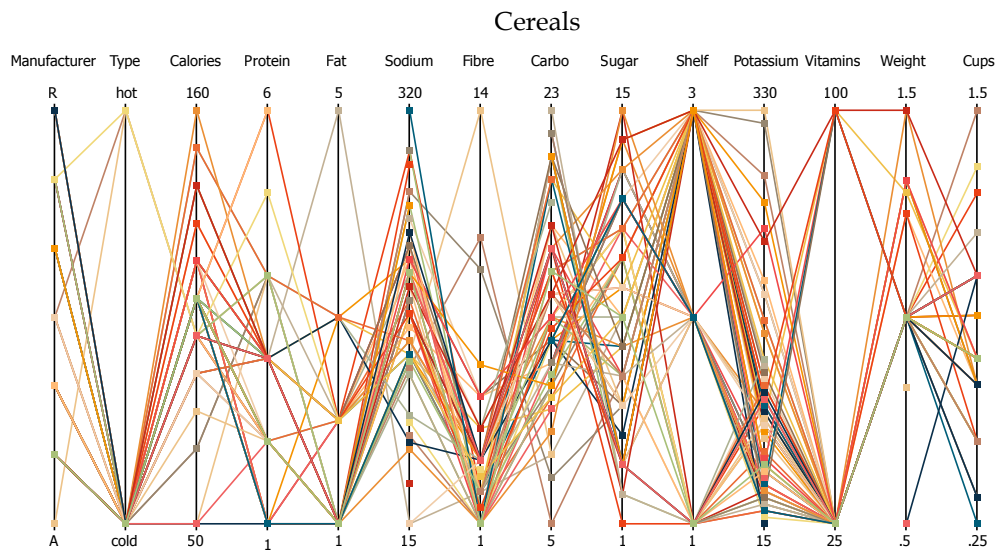 Cereals
Manufacturer Type Calories Protein Fat Sodium Fibre Carbo Sugar Shelf Potassium Vitamins Weight Cups
R hot 160 6 5 320 14 23 15 3 330 100 1.5 1.5
A cold 50 1 1 15 1 5 1 1 15 25 .5 .25